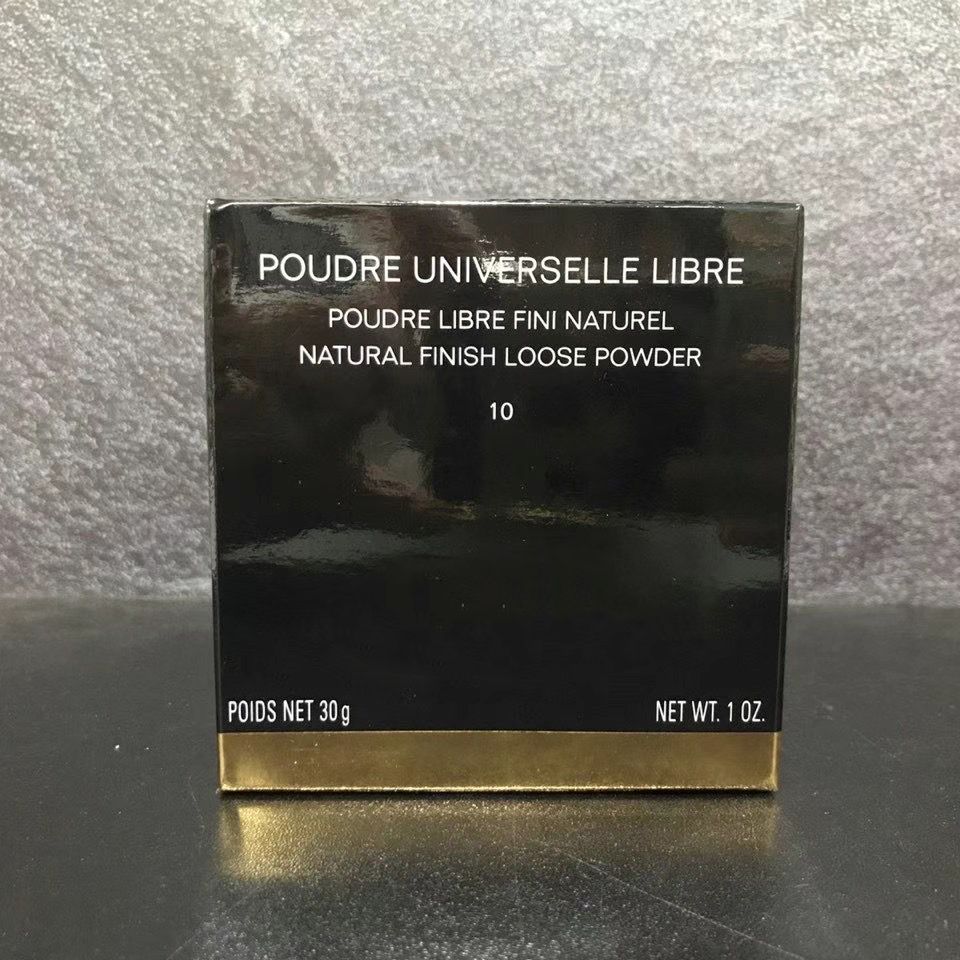 POUDRE UNIVERSELLE LIBRE
POUDRE LIBRE FINI NATUREL
NATURAL FINISH LOOSE POWDER
10
POIDS NET 30 g NET WT. 1 OZ.